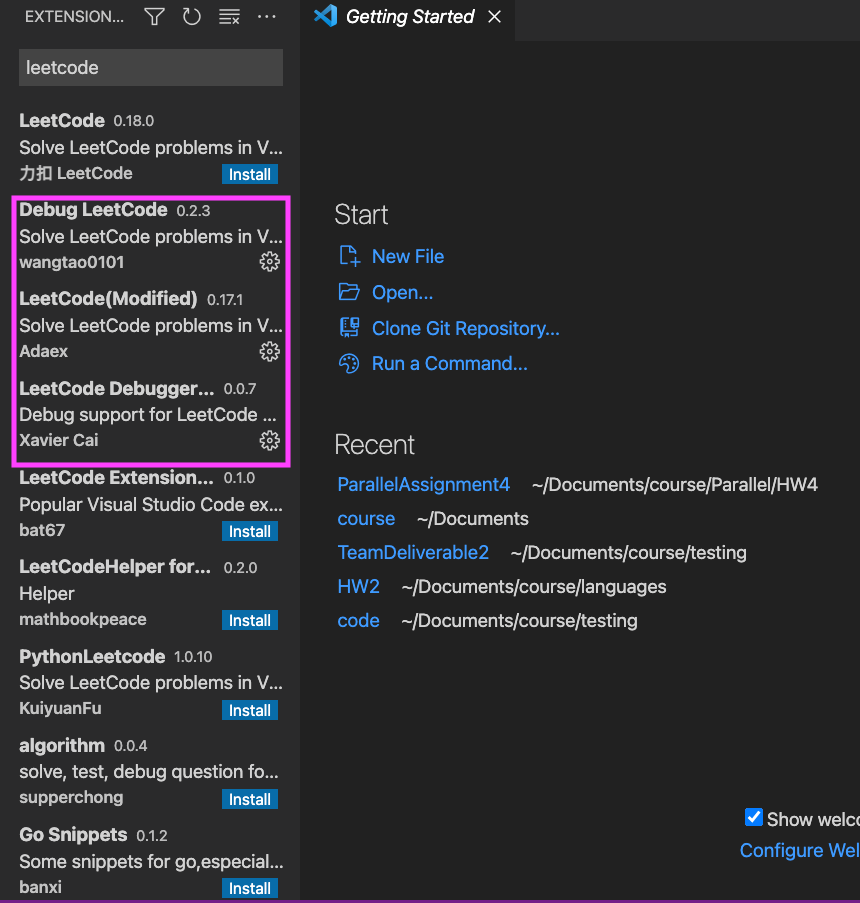 EXTENSION...
leetcode
LeetCode 0.18.0
Solve LeetCode problems in V...
力扣 LeetCode
Install
Debug LeetCode 0.2.3
Solve LeetCode problems in V...
wangtao0101
LeetCode(Modified) 0.17.1
Solve LeetCode problems in V...
Adaex
LeetCode Debugger... 0.0.7
Debug support for LeetCode ...
Xavier Cai
LeetCode Extension... 0.1.0
Popular Visual Studio Code ex...
bat67
Install
LeetCodeHelper for... 0.2.0
Helper
mathbookpeace
Install
PythonLeetcode 1.0.10
Solve LeetCode problems in V...
KuiyuanFu
Install
algorithm 0.0.4
solve, test, debug question fo...
supperchong
Install
Go Snippets 0.1.2
Some snippets for go,especial...
banxi
Install
Getting Started
Start
New File
Open...
Clone Git Repository...
Run a Command...
Recent
ParallelAssignment4 ~/Documents/course/Parallel/HW4
course ~/Documents
TeamDeliverable2 ~/Documents/course/testing
HW2 ~/Documents/course/languages
code ~/Documents/course/testing
Show welco
Configure Wel